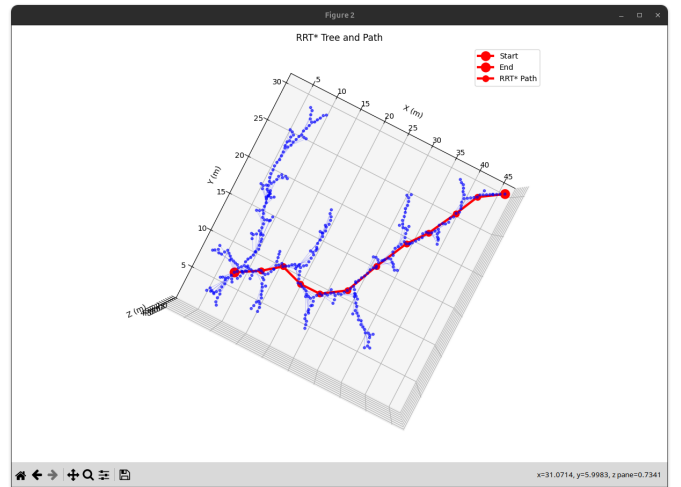 Figure 2
RRT* Tree and Path
Start
End
RRT* Path
X (m)
5
10
15
20
25
30
35
40
45
Y (m)
30
25
20
15
10
5
Z (m)
x=31.0714, y=5.9983, z pane=0.7341